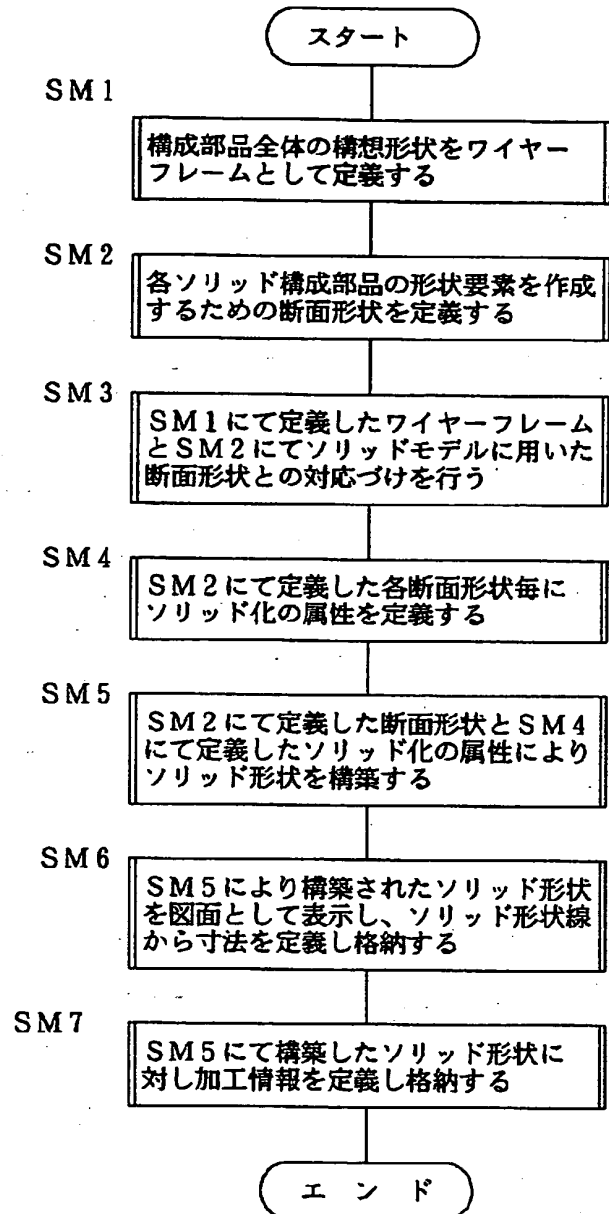 スタート
SM1
構成部品全体の構想形状をワイヤー
フレームとして定義する
SM2
各ソリッド構成部品の形状要素を作成
するための断面形状を定義する
SM3
SM1にて定義したワイヤーフレーム
とSM2にてソリッドモデルに用いた
断面形状との対応づけを行う
SM4
SM2にて定義した各断面形状毎に
ソリッド化の属性を定義する
SM5
SM2にて定義した断面形状とSM4
にて定義したソリッド化の属性により
ソリッド形状を構築する
SM6
SM5により構築されたソリッド形状
を図面として表示し、ソリッド形状線
から寸法を定義し格納する
SM7
SM5にて構築したソリッド形状に
対し加工情報を定義し格納する
エンド